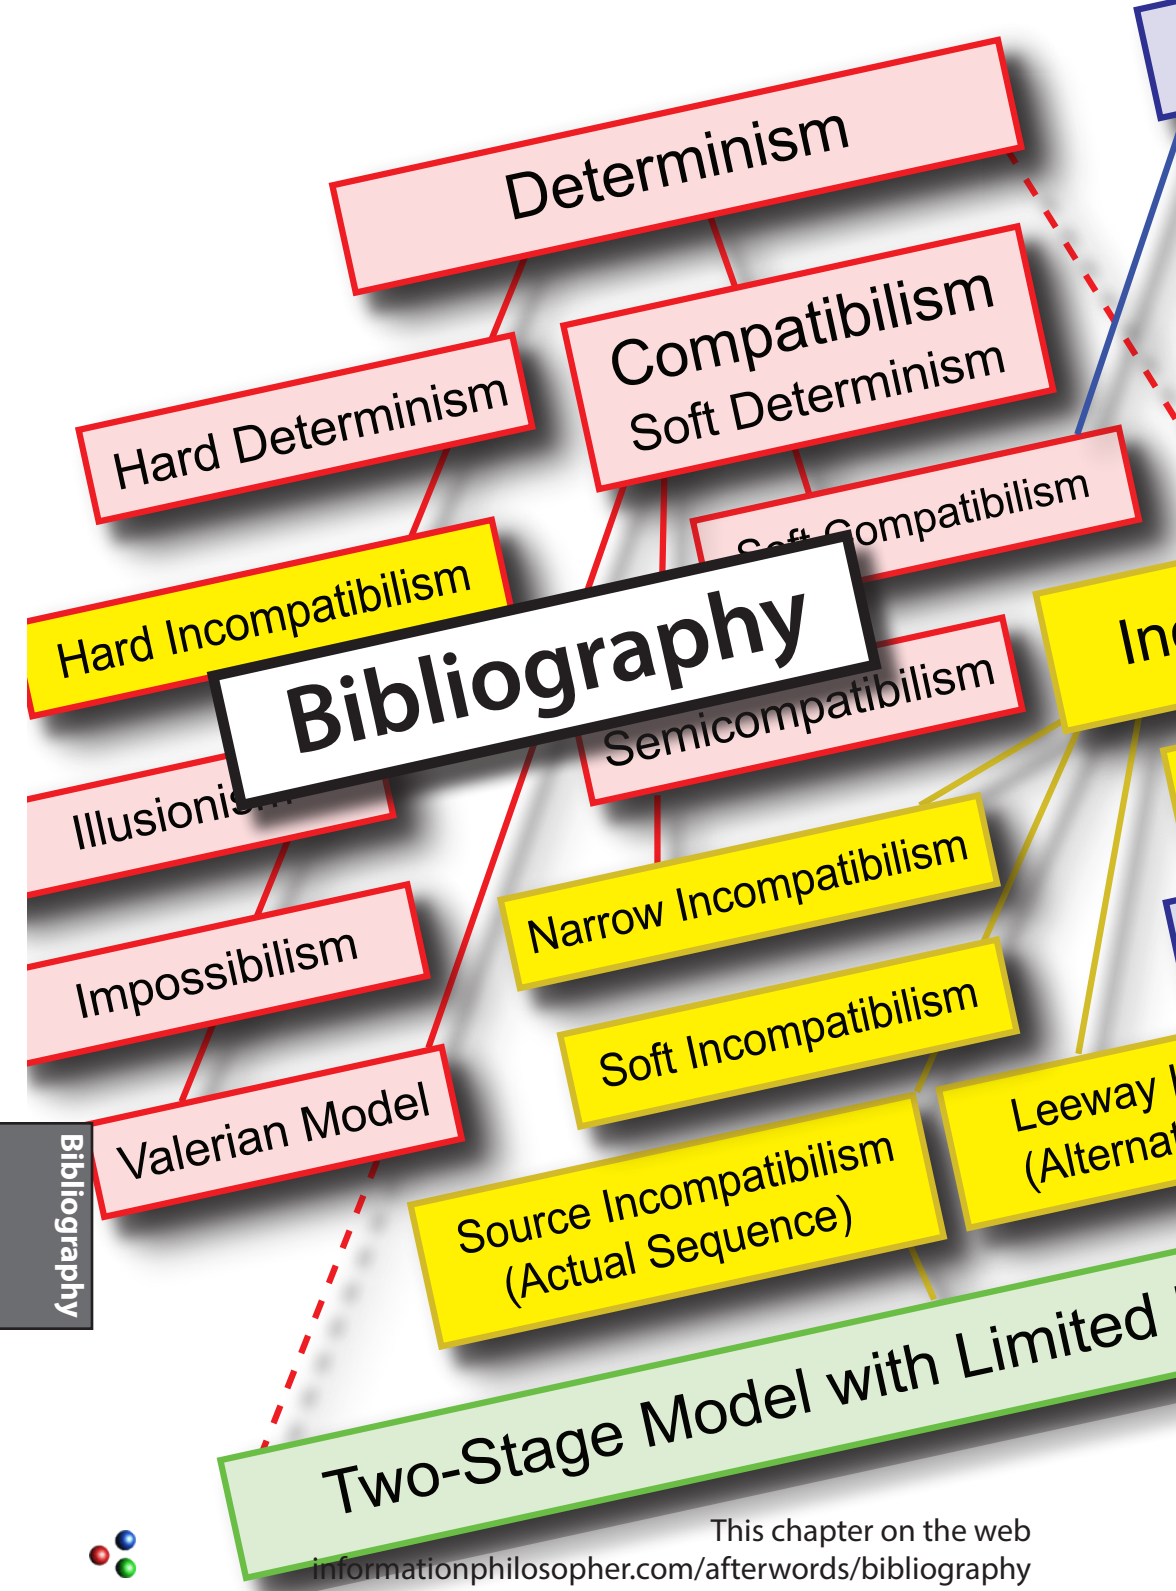 Determinism
Compatibilism
Soft Determinism
Hard Determinism
Soft Compatibilism
Hard Incompatibilism
Bibliography
Semicompatibilism
Illusionism
Narrow Incompatibilism
Impossibilism
Soft Incompatibilism
Valerian Model
Leeway
Source Incompatibilism
(Actual Sequence)
Two-Stage Model with Limited
Bibliography
This chapter on the web
informationphilosopher.com/afterwords/bibliography